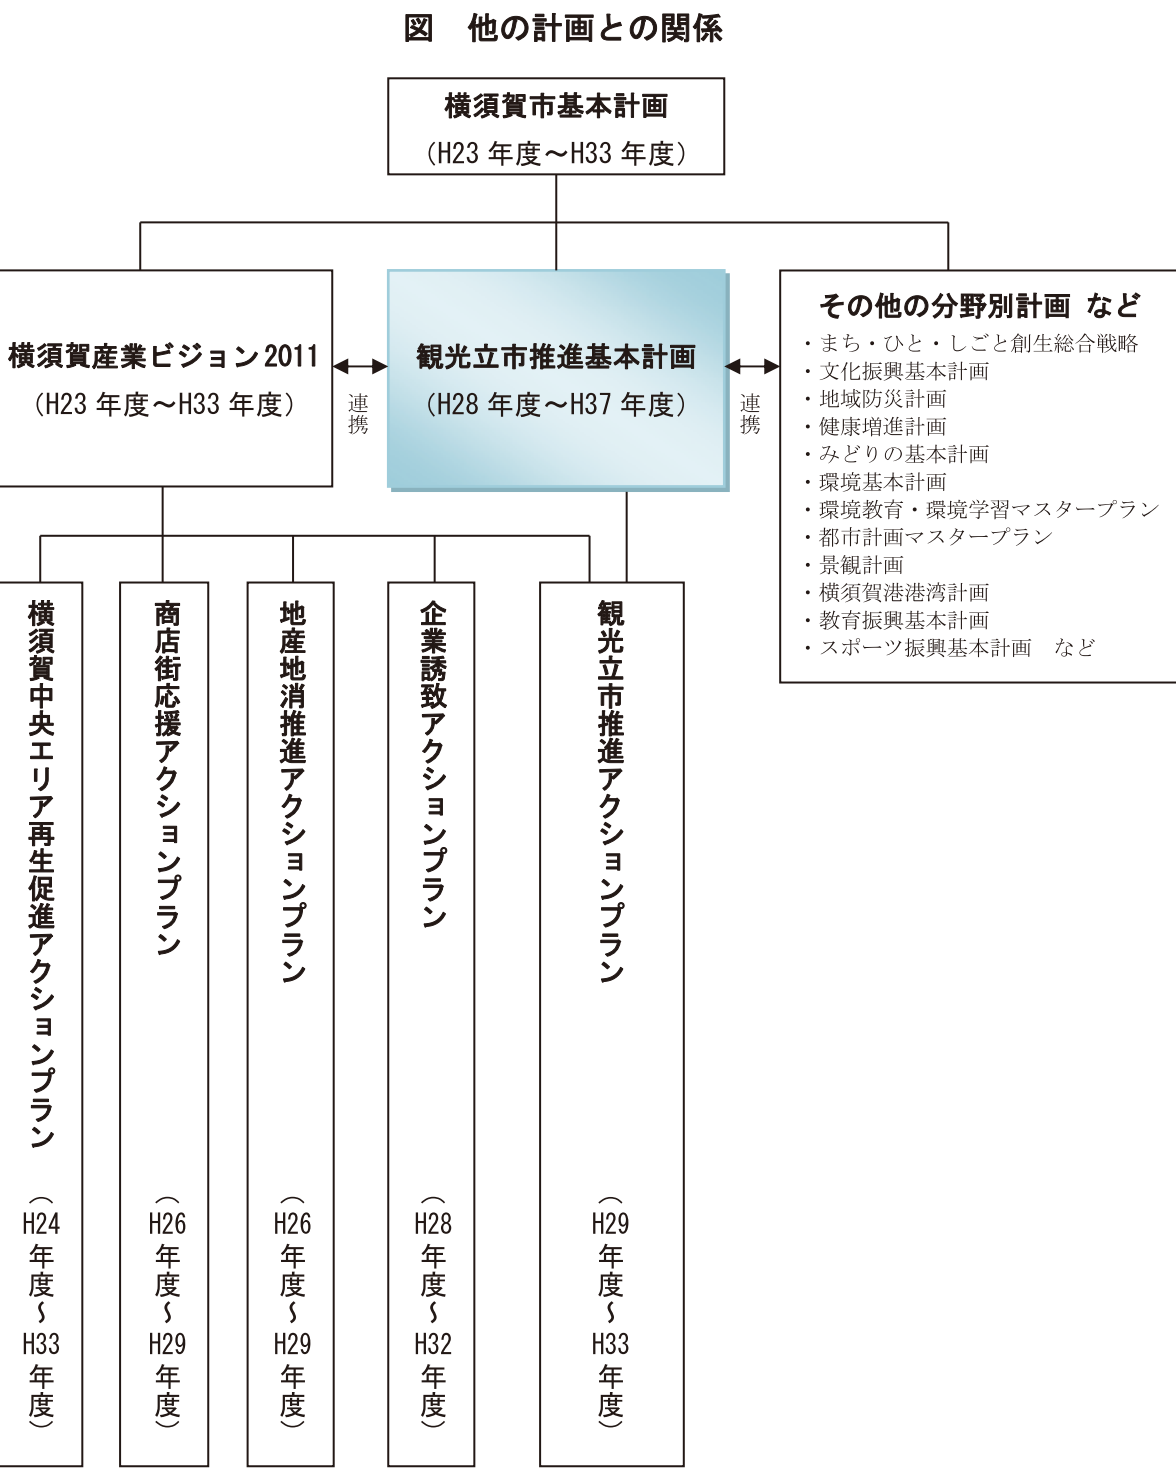 図　他の計画との関係
横須賀市基本計画
（H23 年度～H33 年度）
横須賀産業ビジョン 2011
（H23 年度～H33 年度）
連携
観光立市推進基本計画
（H28 年度～H37 年度）
連携
その他の分野別計画 など
・まち・ひと・しごと創生総合戦略
・文化振興基本計画
・地域防災計画
・健康増進計画
・みどりの基本計画
・環境基本計画
・環境教育・環境学習マスタープラン
・都市計画マスタープラン
・景観計画
・横須賀港港湾計画
・教育振興基本計画
・スポーツ振興基本計画　など
横須賀中央エリア再生促進アクションプラン（H24年度～H33年度）
商店街応援アクションプラン（H26年度～H29年度）
地産地消推進アクションプラン（H26年度～H29年度）
企業誘致アクションプラン（H28年度～H32年度）
観光立市推進アクションプラン（H29年度～H33年度）